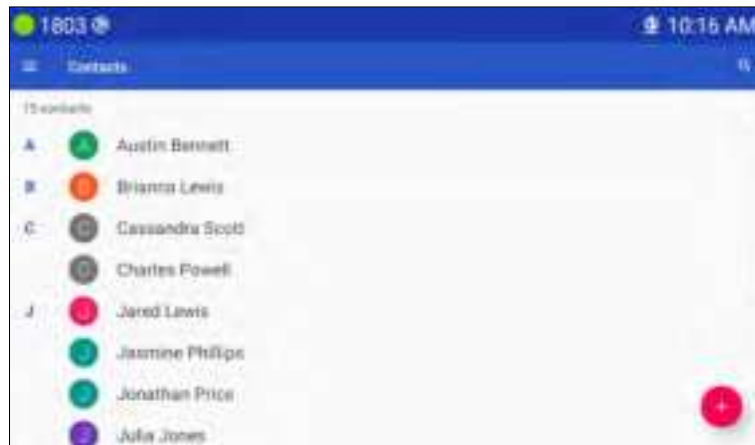 1803 10:16 AM
Contacts
15 contacts
A A Austin Bennett
B B Brianna Lewis
C C Cassandra Scott
C Charles Powell
J J Jared Lewis
J Jasmine Phillips
J Jonathan Price
J Julia Jones